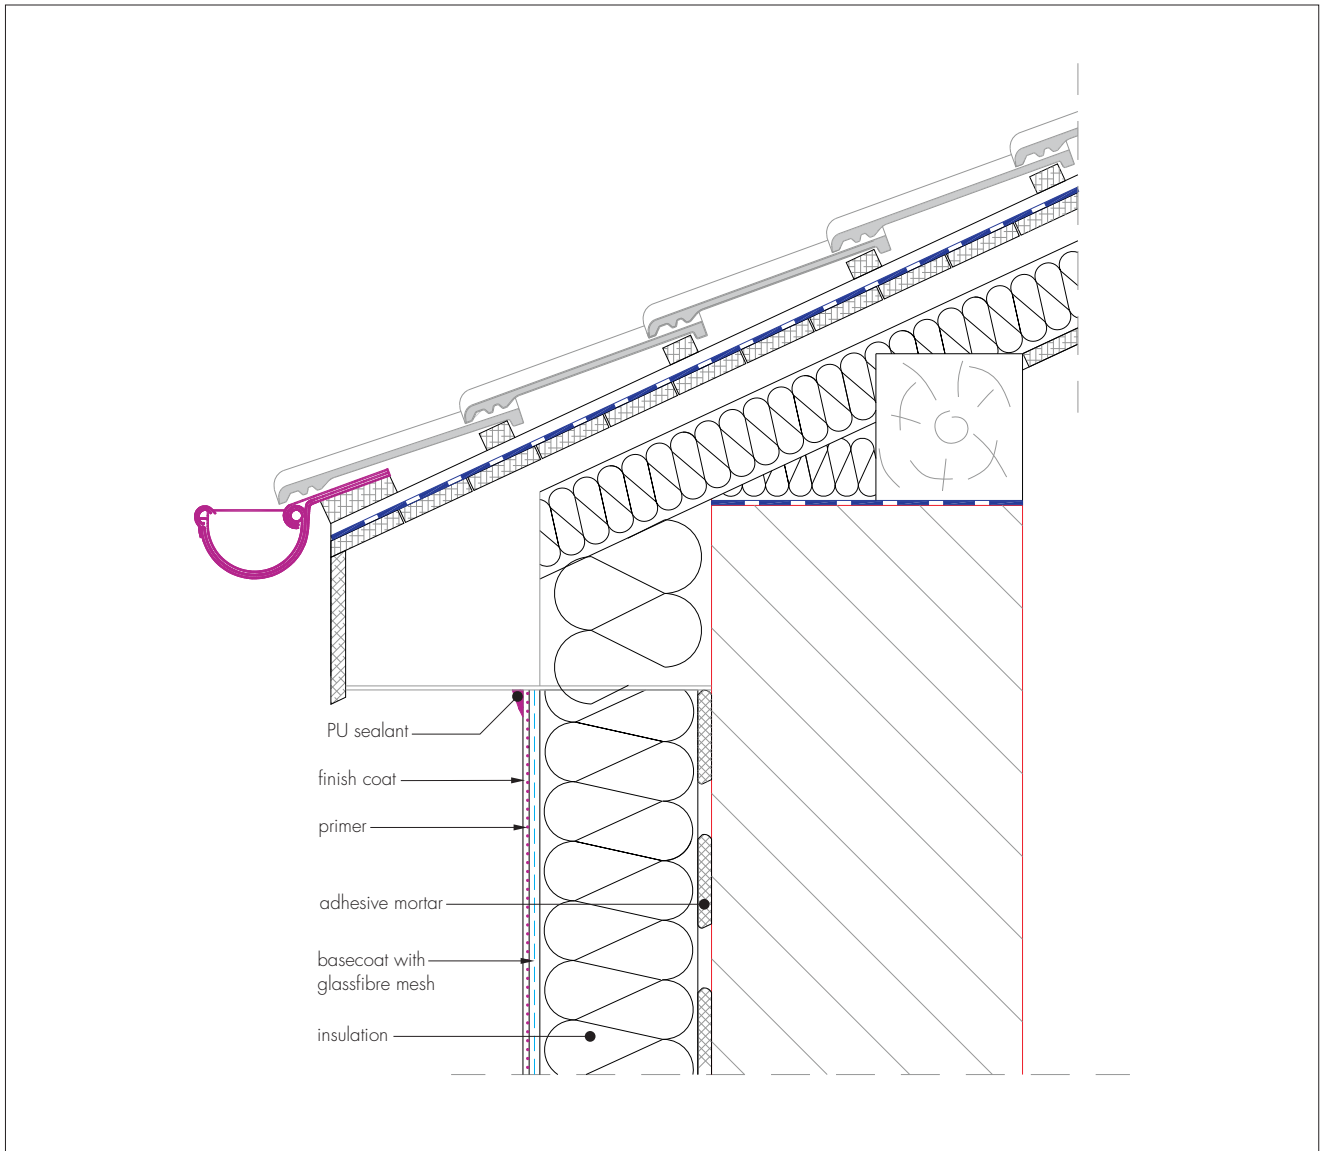 PU sealant
finish coat
primer
adhesive mortar
basecoat with
glassfibre mesh
insulation